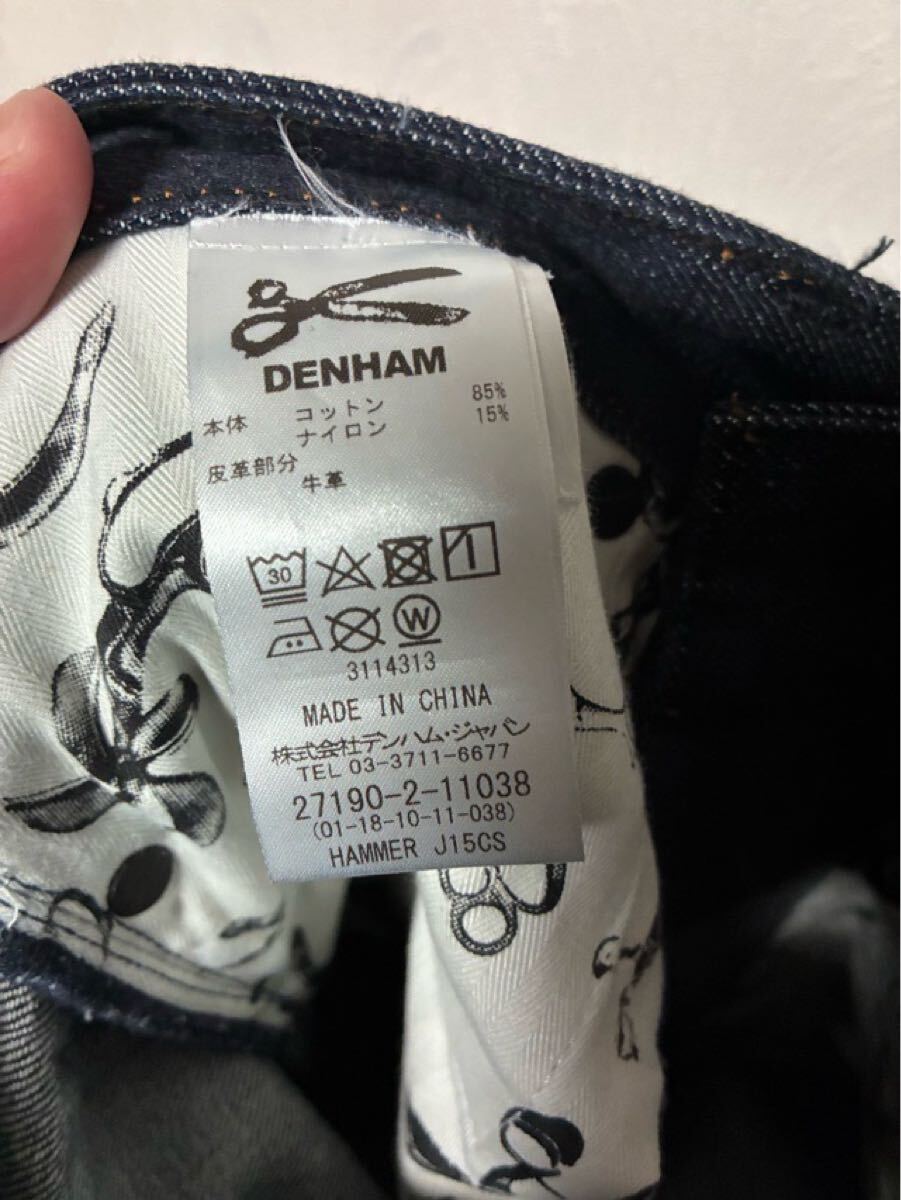 DENHAM
本体 コットン 85%
ナイロン 15%
皮革部分
牛革
30
W
3114313
MADE IN CHINA
株式会社デンハム・ジャパン
TEL 03-3711-6677
27190-2-11038
(01-18-10-11-038)
HAMMER J15CS